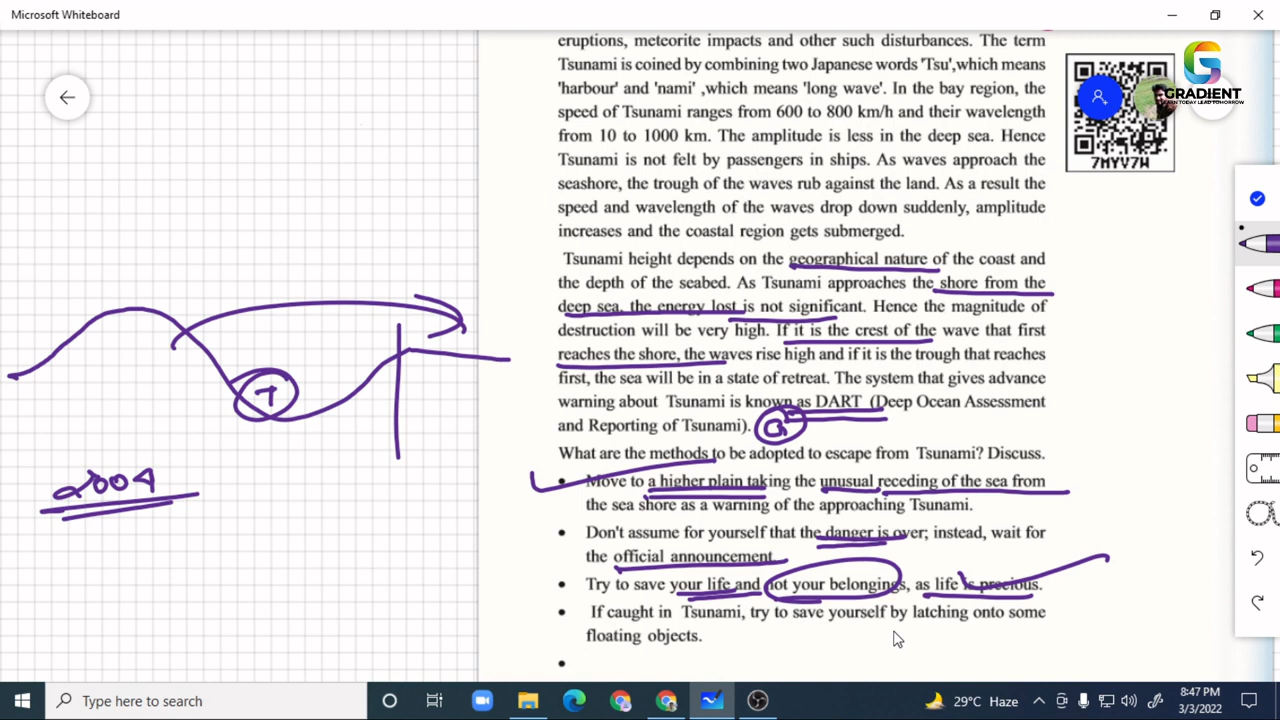 Microsoft Whiteboard
eruptions, meteorite impacts and other such disturbances. The term
Tsunami is coined by combining two Japanese words 'Tsu',which means
'harbour' and 'nami' ,which means 'long wave'. In the bay region, the
speed of Tsunami ranges from 600 to 800 km/h and their wavelength
from 10 to 1000 km. The amplitude is less in the deep sea. Hence
Tsunami is not felt by passengers in ships. As waves approach the
seashore, the trough of the waves rub against the land. As a result the
speed and wavelength of the waves drop down suddenly, amplitude
increases and the coastal region gets submerged.
Tsunami height depends on the geographical nature of the coast and
the depth of the seabed. As Tsunami approaches the shore from the
deep sea, the energy lost is not significant. Hence the magnitude of
destruction will be very high. If it is the crest of the wave that first
reaches the shore, the waves rise high and if it is the trough that reaches
first, the sea will be in a state of retreat. The system that gives advance
warning about Tsunami is known as DART (Deep Ocean Assessment
and Reporting of Tsunami).
What are the methods to be adopted to escape from Tsunami? Discuss.
• Move to a higher plain taking the unusual receding of the sea from
the sea shore as a warning of the approaching Tsunami.
• Don't assume for yourself that the danger is over; instead, wait for
the official announcement.
• Try to save your life and not your belongings, as life is precious.
• If caught in Tsunami, try to save yourself by latching onto some
floating objects.
•
T
2004
GRADIENT
LEARN TODAY LEAD TOMORROW
7MYV7W
Type here to search
29°C Haze
8:47 PM
3/3/2022